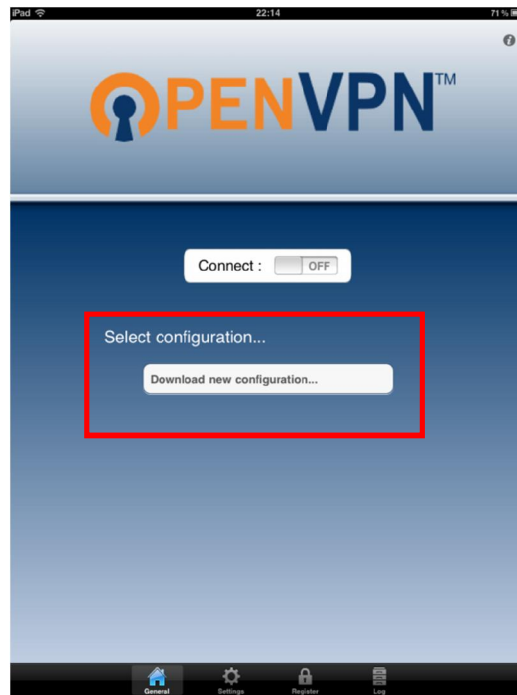 iPad 22:14 71 %
OPENVPN™
Connect : OFF
Select configuration...
Download new configuration...
General Settings Register Log